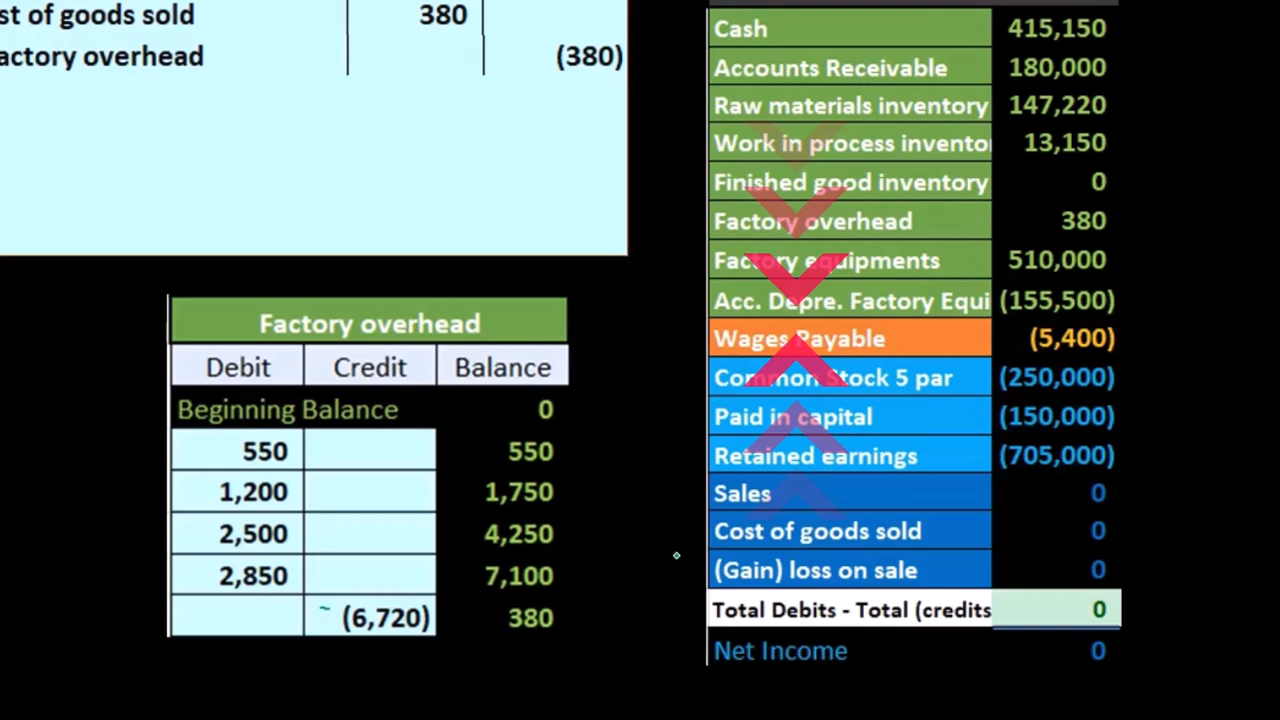 st of goods sold 380
actory overhead (380)
Factory overhead
Debit Credit Balance
Beginning Balance 0
550 550
1,200 1,750
2,500 4,250
2,850 7,100
(6,720) 380
Cash 415,150
Accounts Receivable 180,000
Raw materials inventory 147,220
Work in process invento 13,150
Finished good inventory 0
Factory overhead 380
Factory equipments 510,000
Acc. Depre. Factory Equi (155,500)
Wages Payable (5,400)
Common Stock 5 par (250,000)
Paid in capital (150,000)
Retained earnings (705,000)
Sales 0
Cost of goods sold 0
(Gain) loss on sale 0
Total Debits - Total (credits 0
Net Income 0